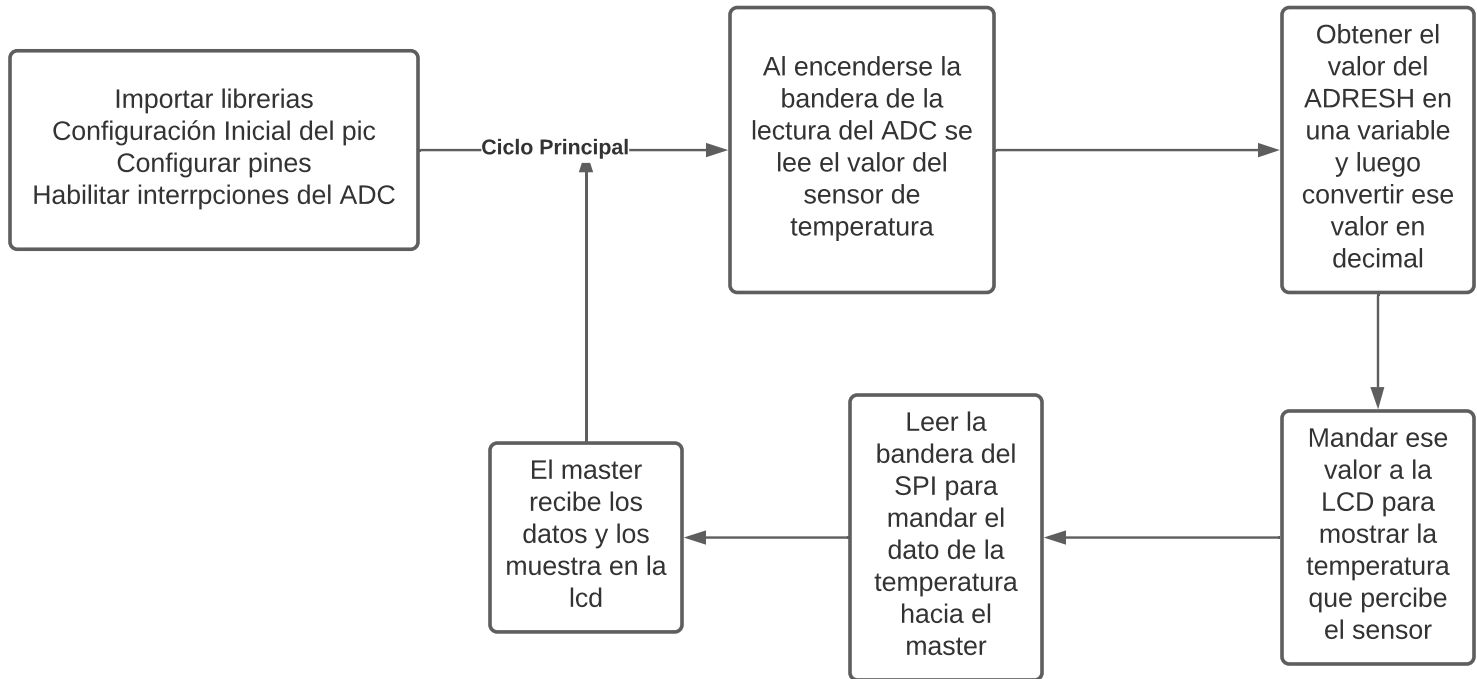 Importar librerias
Configuración Inicial del pic
Configurar pines
Habilitar interrpciones del ADC
Ciclo Principal
Al encenderse la
bandera de la
lectura del ADC se
lee el valor del
sensor de
temperatura
Obtener el
valor del
ADRESH en
una variable
y luego
convertir ese
valor en
decimal
Mandar ese
valor a la
LCD para
mostrar la
temperatura
que percibe
el sensor
Leer la
bandera del
SPI para
mandar el
dato de la
temperatura
hacia el
master
El master
recibe los
datos y los
muestra en la
lcd